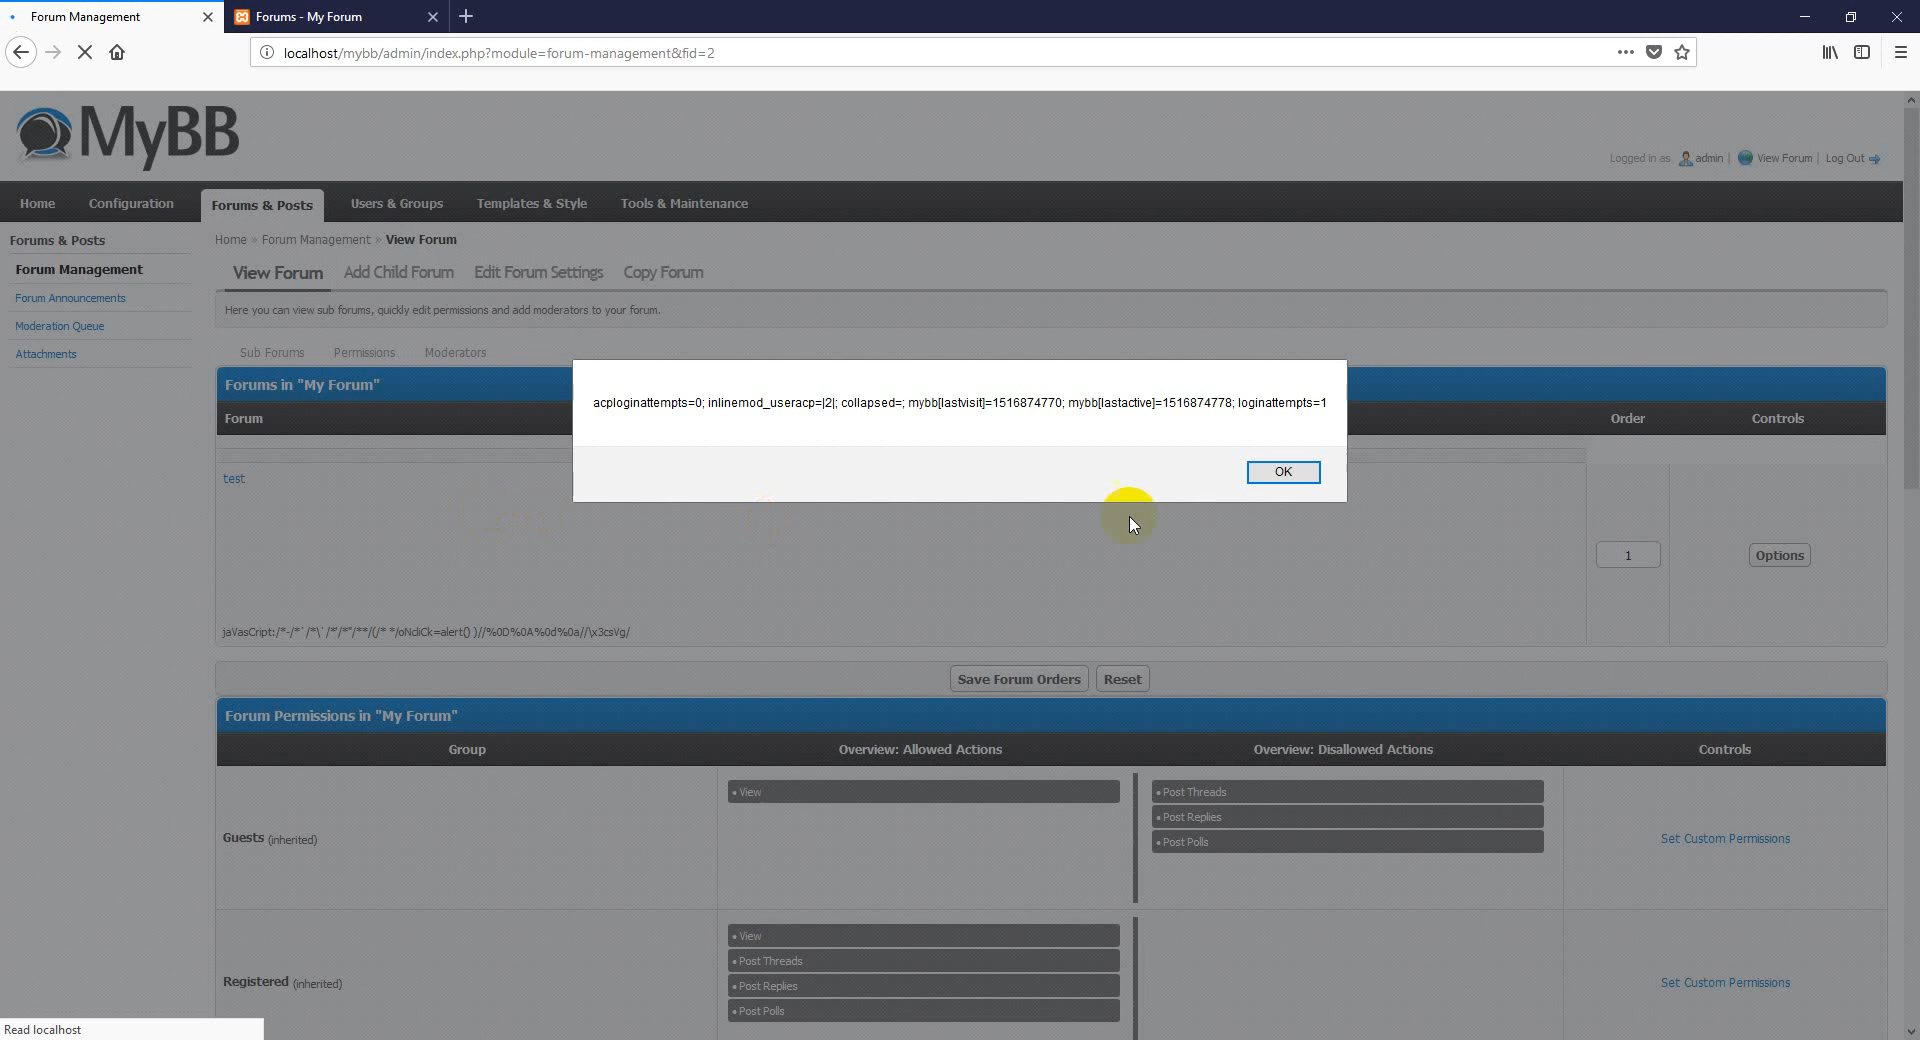 Forum Management
Forums - My Forum
localhost/mybb/admin/index.php?module=forum-management&fid=2
MyBB
Logged in as admin | View Forum | Log Out
Home
Configuration
Forums & Posts
Users & Groups
Templates & Style
Tools & Maintenance
Forums & Posts
Forum Management
Forum Announcements
Moderation Queue
Attachments
Home » Forum Management » View Forum
View Forum
Add Child Forum
Edit Forum Settings
Copy Forum
Here you can view sub forums, quickly edit permissions and add moderators to your forum.
Sub Forums
Permissions
Moderators
Forums in "My Forum"
Forum
Order
Controls
acploginattempts=0; inlinemod_useracp=|2|; collapsed=; mybb[lastvisit]=1516874770; mybb[lastactive]=1516874778; loginattempts=1
OK
test
1
Options
jaVasCript:/*-/*`/*\`/*'/*"/**/(/* */oNcliCk=alert() )//%0D%0A%0d%0a//\x3csVg/
Save Forum Orders
Reset
Forum Permissions in "My Forum"
Group
Overview: Allowed Actions
Overview: Disallowed Actions
Controls
Guests (inherited)
• View
• Post Threads
• Post Replies
• Post Polls
Set Custom Permissions
Registered (inherited)
• View
• Post Threads
• Post Replies
• Post Polls
Set Custom Permissions
Read localhost